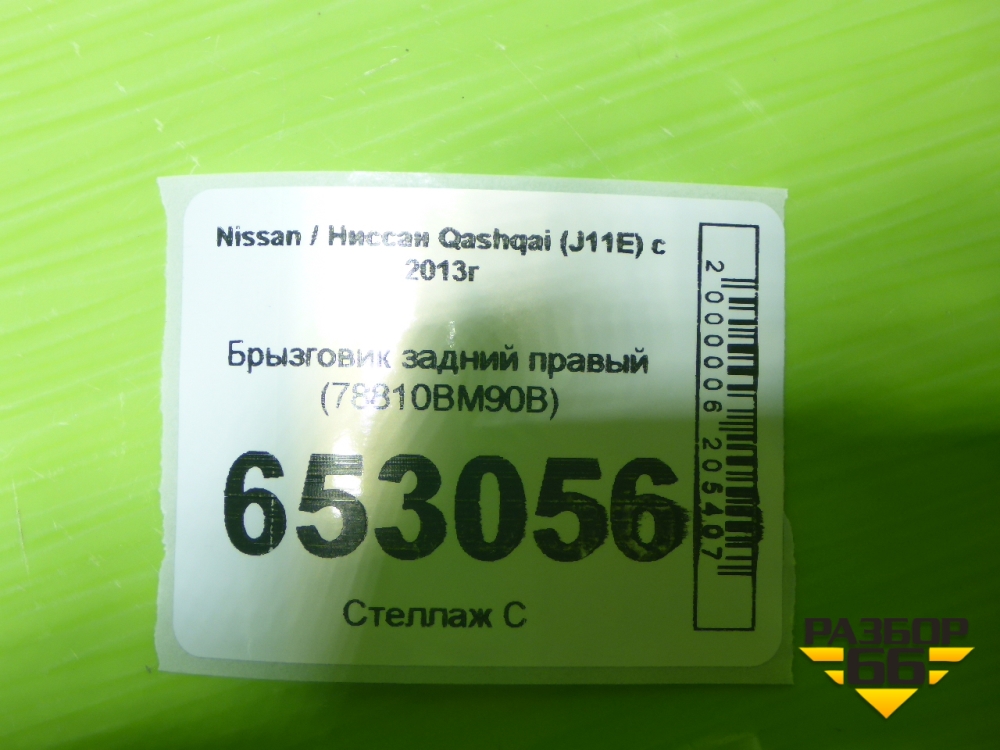 Nissan / Ниссан Qashqai (J11E) с
2013г
Брызговик задний правый
(78810BM90B)
653056
Стеллаж С
2000006205407
РАЗБОР
66